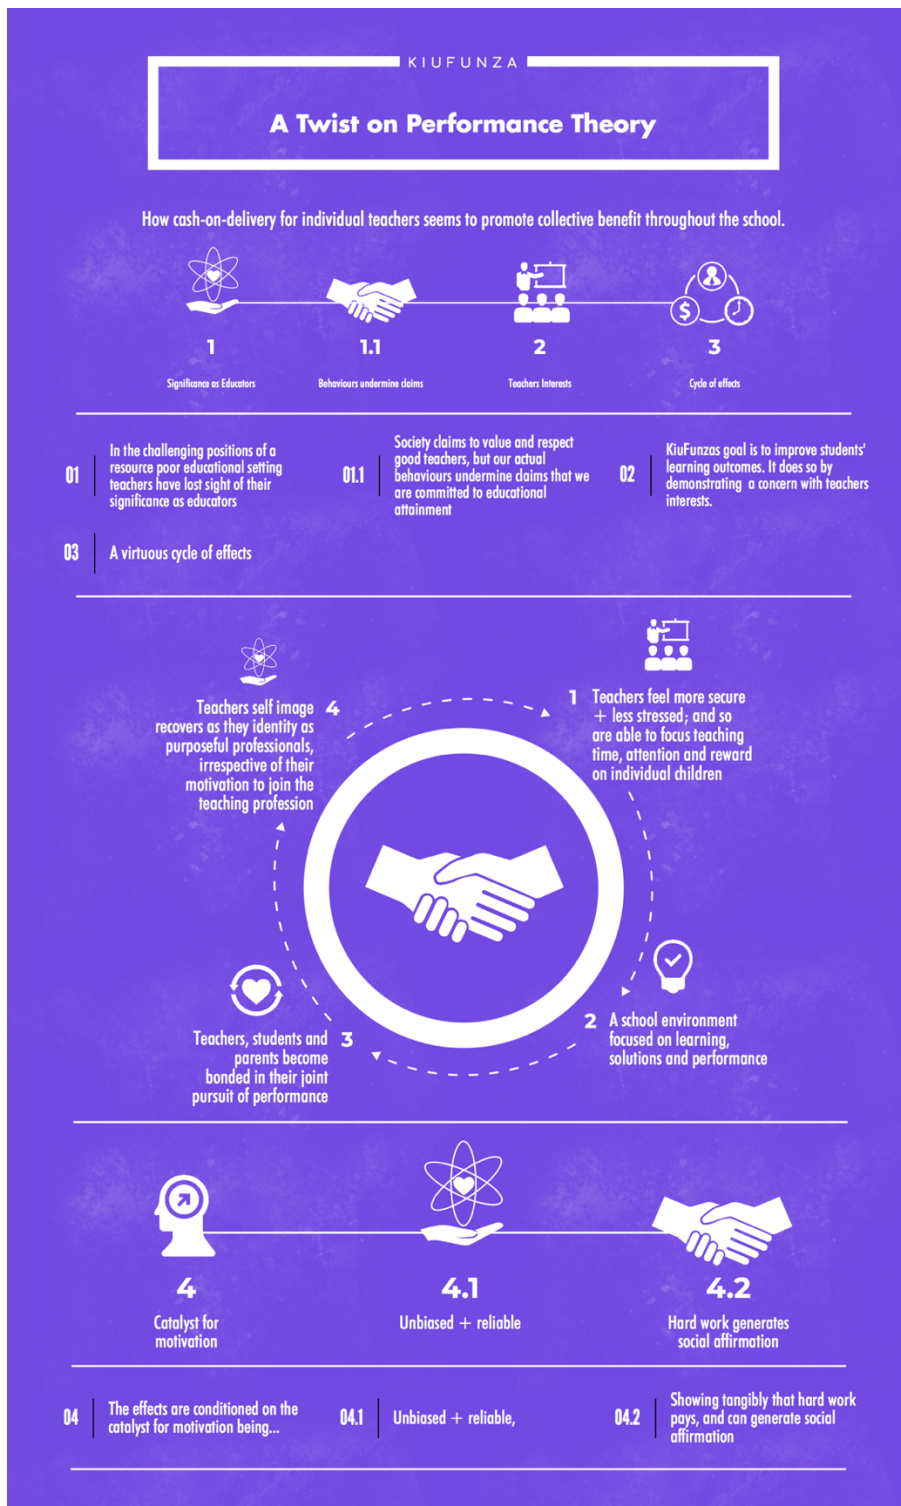 KIUFUNZA
A Twist on Performance Theory
How cash-on-delivery for individual teachers seems to promote collective benefit throughout the school.
1
Significance as Educators
1.1
Behaviours undermine claims
2
Teachers Interests
3
Cycle of effects
01
In the challenging positions of a
resource poor educational setting
teachers have lost sight of their
significance as educators
01.1
Society claims to value and respect
good teachers, but our actual
behaviours undermine claims that we
are committed to educational
attainment
02
KiuFunzas goal is to improve students'
learning outcomes. It does so by
demonstrating a concern with teachers
interests.
03
A virtuous cycle of effects
1
Teachers feel more secure
+ less stressed; and so
are able to focus teaching
time, attention and reward
on individual children
2
A school environment
focused on learning,
solutions and performance
3
Teachers, students and
parents become
bonded in their joint
pursuit of performance
4
Teachers self image
recovers as they identity as
purposeful professionals,
irrespective of their
motivation to join the
teaching profession
$
4
Catalyst for
motivation
4.1
Unbiased + reliable
4.2
Hard work generates
social affirmation
04
The effects are conditioned on the
catalyst for motivation being...
04.1
Unbiased + reliable,
04.2
Showing tangibly that hard work
pays, and can generate social
affirmation